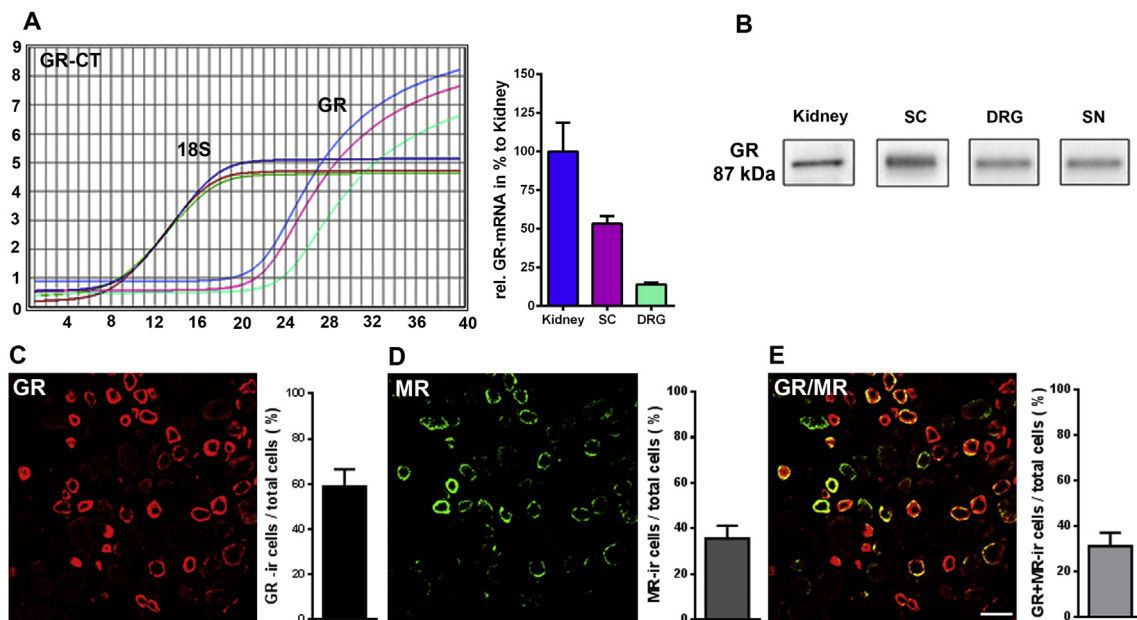 A
GR-CT
9
8
7
6
5
4
3
2
1
0
GR
18S
4 8 12 16 20 24 28 32 36 40
rel. GR-mRNA in % to Kidney
150
125
100
75
50
25
0
Kidney SC DRG
B
Kidney SC DRG SN
GR
87 kDa
C
GR
GR -ir cells / total cells ( % )
100
80
60
40
20
0
D
MR
MR-ir cells / total cells ( % )
100
80
60
40
20
0
E
GR/MR
GR+MR-ir cells / total cells ( % )
100
80
60
40
20
0